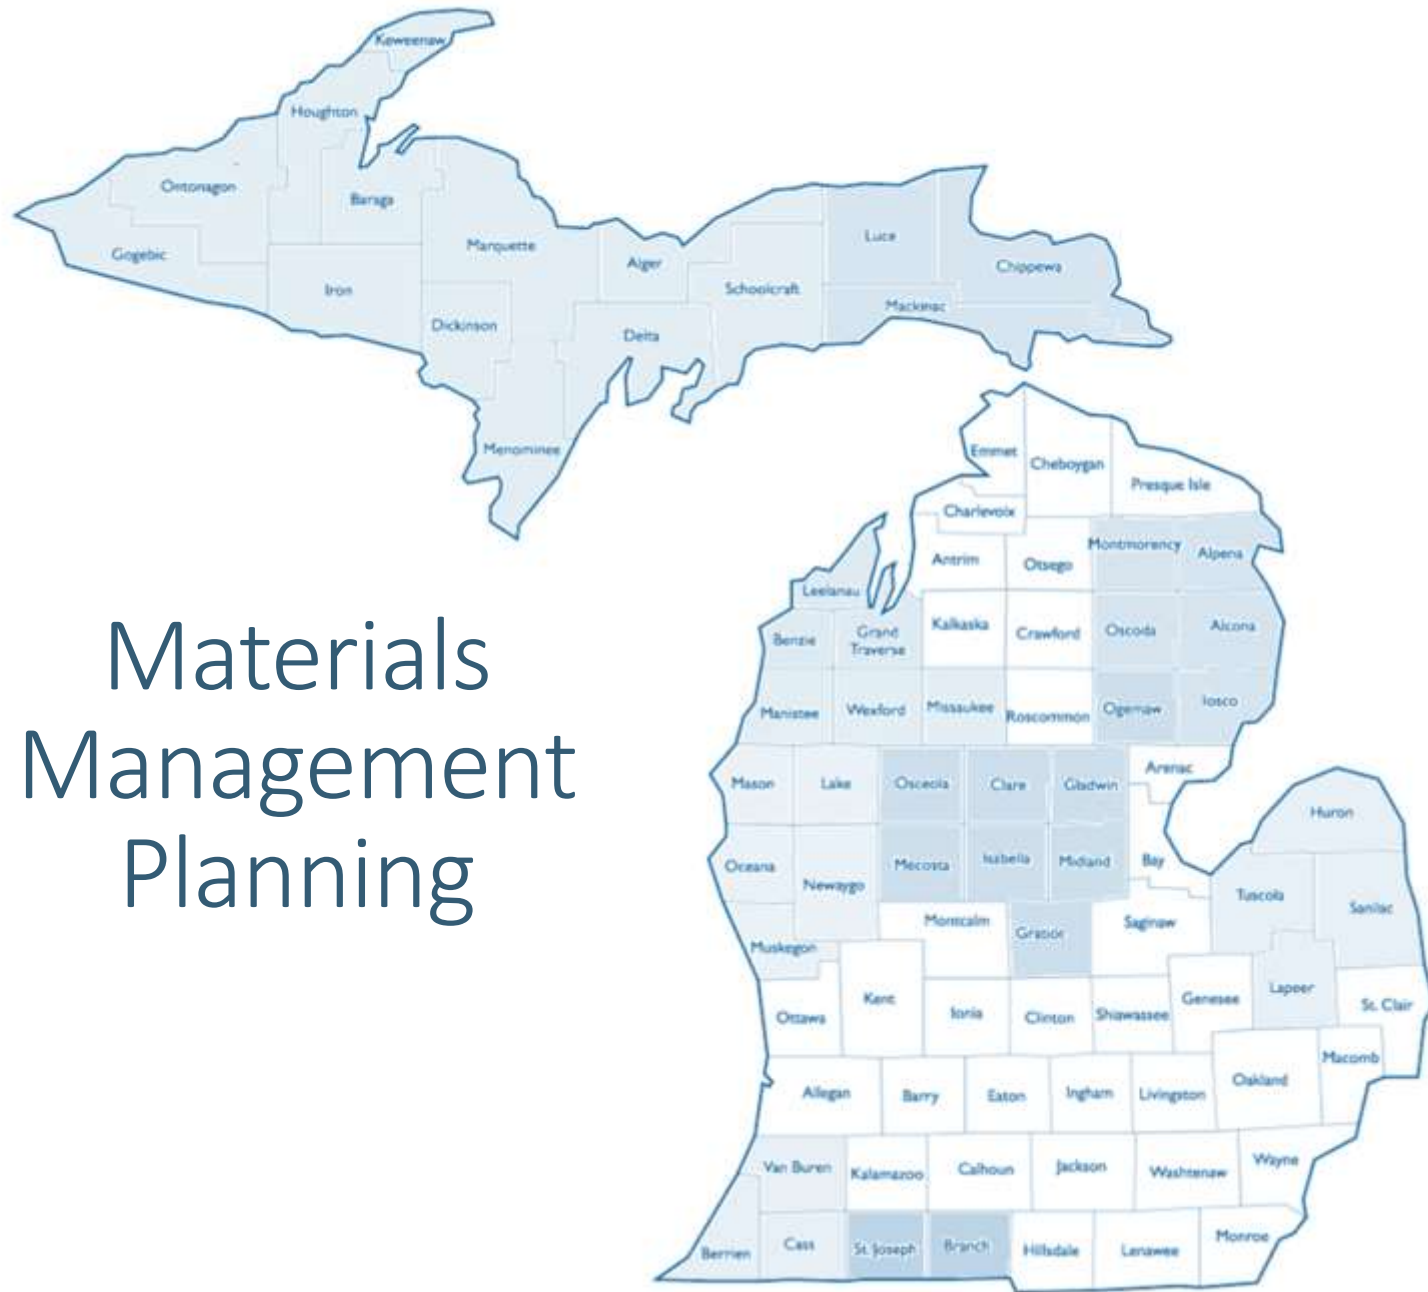 Keweenaw
Houghton
Ontonagon
Baraga
Gogebic
Marquette
Iron
Alger
Luce
Chippewa
Schoolcraft
Mackinac
Dickinson
Delta
Menominee
Emmet
Cheboygan
Presque Isle
Charlevoix
Antrim
Otsego
Montmorency
Alpena
Leelanau
Benzie
Grand
Traverse
Kalkaska
Crawford
Oscoda
Alcona
Manistee
Wexford
Missaukee
Roscommon
Ogemaw
Iosco
Materials
Management
Planning
Mason
Lake
Osceola
Clare
Gladwin
Arenac
Huron
Oceana
Newaygo
Mecosta
Isabella
Midland
Bay
Tuscola
Sanilac
Muskegon
Montcalm
Gratiot
Saginaw
Ottawa
Kent
Ionia
Clinton
Shiawassee
Genesee
Lapeer
St. Clair
Allegan
Barry
Eaton
Ingham
Livingston
Oakland
Macomb
Van Buren
Kalamazoo
Calhoun
Jackson
Washtenaw
Wayne
Berrien
Cass
St. Joseph
Branch
Hillsdale
Lenawee
Monroe